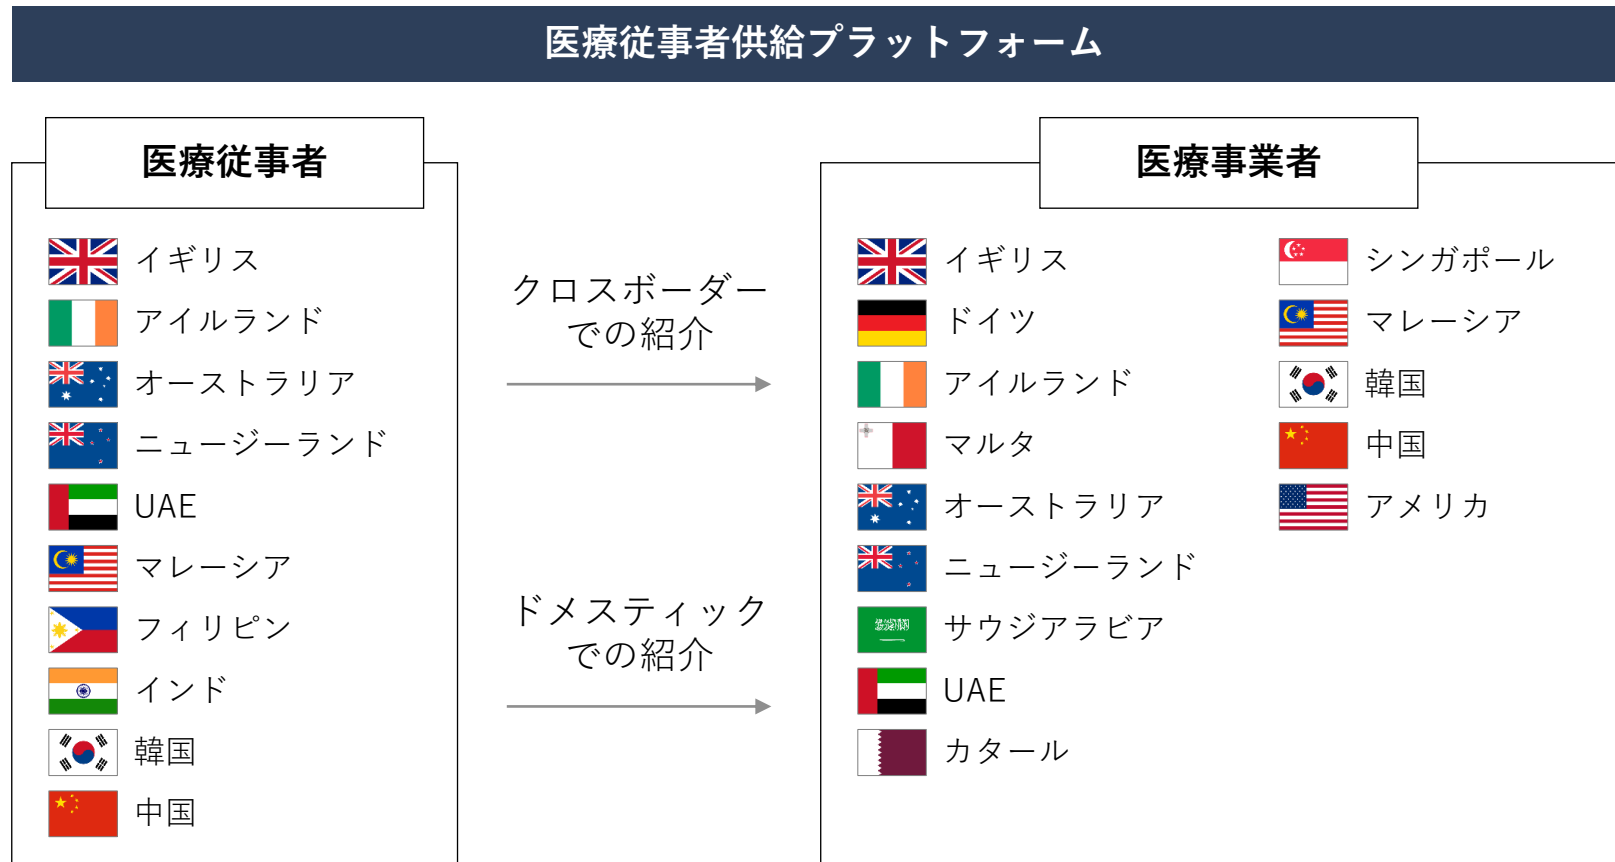 医療従事者供給プラットフォーム
医療従事者
イギリス
アイルランド
オーストラリア
ニュージーランド
UAE
マレーシア
フィリピン
インド
韓国
中国
クロスボーダー
での紹介
ドメスティック
での紹介
医療事業者
イギリス
ドイツ
アイルランド
マルタ
オーストラリア
ニュージーランド
サウジアラビア
UAE
カタール
シンガポール
マレーシア
韓国
中国
アメリカ